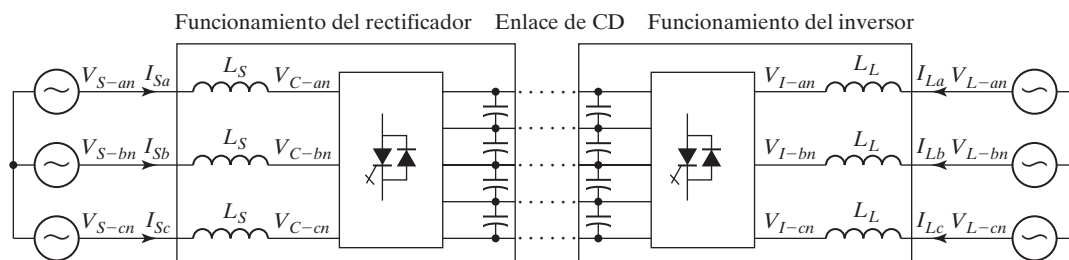 Funcionamiento del rectificador Enlace de CD Funcionamiento del inversor
V_{S-an} I_{Sa} L_S V_{C-an} V_{I-an} L_L I_{La} V_{L-an}
V_{S-bn} I_{Sb} L_S V_{C-bn} V_{I-bn} L_L I_{Lb} V_{L-bn}
V_{S-cn} I_{Sc} L_S V_{C-cn} V_{I-cn} L_L I_{Lc} V_{L-cn}